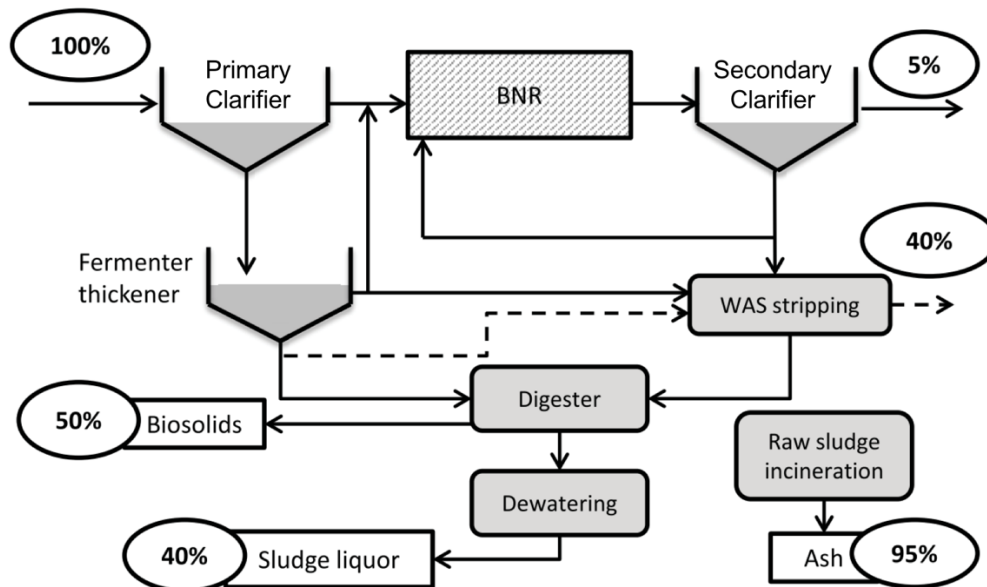 100%
Primary
Clarifier
BNR
Secondary
Clarifier
5%
40%
Fermenter
thickener
WAS stripping
Digester
50%
Biosolids
Raw sludge
incineration
Dewatering
40%
Sludge liquor
Ash
95%